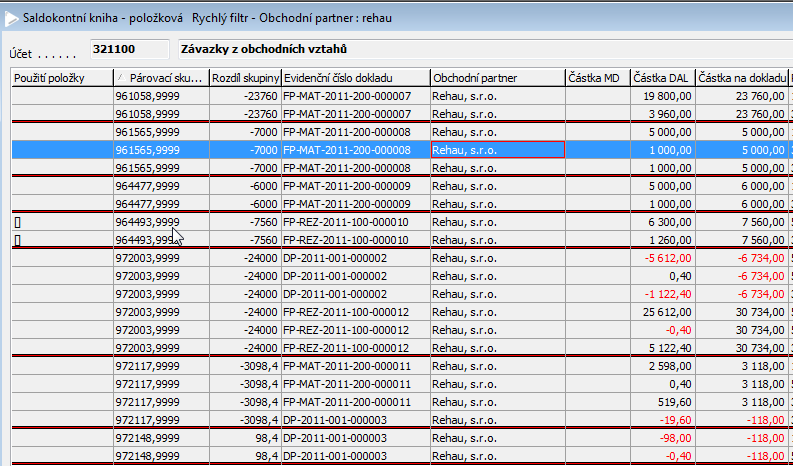 Saldokontní kniha - položková Rychlý filtr - Obchodní partner : rehau
Účet . . . . . . 321100 Závazky z obchodních vztahů
Použití položky Párovací sku... Rozdíl skupiny Evidenční číslo dokladu Obchodní partner Částka MD Částka DAL Částka na dokladu
961058,9999 -23760 FP-MAT-2011-200-000007 Rehau, s.r.o. 19 800,00 23 760,00
961058,9999 -23760 FP-MAT-2011-200-000007 Rehau, s.r.o. 3 960,00 23 760,00
961565,9999 -7000 FP-MAT-2011-200-000008 Rehau, s.r.o. 5 000,00 5 000,00
961565,9999 -7000 FP-MAT-2011-200-000008 Rehau, s.r.o. 1 000,00 5 000,00
961565,9999 -7000 FP-MAT-2011-200-000008 Rehau, s.r.o. 1 000,00 5 000,00
964477,9999 -6000 FP-MAT-2011-200-000009 Rehau, s.r.o. 5 000,00 6 000,00
964477,9999 -6000 FP-MAT-2011-200-000009 Rehau, s.r.o. 1 000,00 6 000,00
[] 964493,9999 -7560 FP-REZ-2011-100-000010 Rehau, s.r.o. 6 300,00 7 560,00
[] 964493,9999 -7560 FP-REZ-2011-100-000010 Rehau, s.r.o. 1 260,00 7 560,00
972003,9999 -24000 DP-2011-001-000002 Rehau, s.r.o. -5 612,00 -6 734,00
972003,9999 -24000 DP-2011-001-000002 Rehau, s.r.o. 0,40 -6 734,00
972003,9999 -24000 DP-2011-001-000002 Rehau, s.r.o. -1 122,40 -6 734,00
972003,9999 -24000 FP-REZ-2011-100-000012 Rehau, s.r.o. 25 612,00 30 734,00
972003,9999 -24000 FP-REZ-2011-100-000012 Rehau, s.r.o. -0,40 30 734,00
972003,9999 -24000 FP-REZ-2011-100-000012 Rehau, s.r.o. 5 122,40 30 734,00
972117,9999 -3098,4 FP-MAT-2011-200-000011 Rehau, s.r.o. 2 598,00 3 118,00
972117,9999 -3098,4 FP-MAT-2011-200-000011 Rehau, s.r.o. 0,40 3 118,00
972117,9999 -3098,4 FP-MAT-2011-200-000011 Rehau, s.r.o. 519,60 3 118,00
972117,9999 -3098,4 DP-2011-001-000003 Rehau, s.r.o. -19,60 -118,00
972148,9999 98,4 DP-2011-001-000003 Rehau, s.r.o. -98,00 -118,00
972148,9999 98,4 DP-2011-001-000003 Rehau, s.r.o. -0,40 -118,00